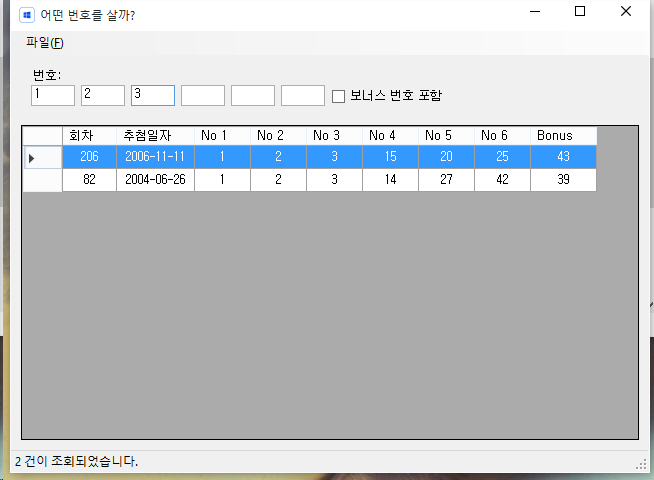 어떤 번호를 살까?
파일(F)
번호:
1 2 3 보너스 번호 포함
회차 추첨일자 No 1 No 2 No 3 No 4 No 5 No 6 Bonus
206 2006-11-11 1 2 3 15 20 25 43
82 2004-06-26 1 2 3 14 27 42 39
2 건이 조회되었습니다.